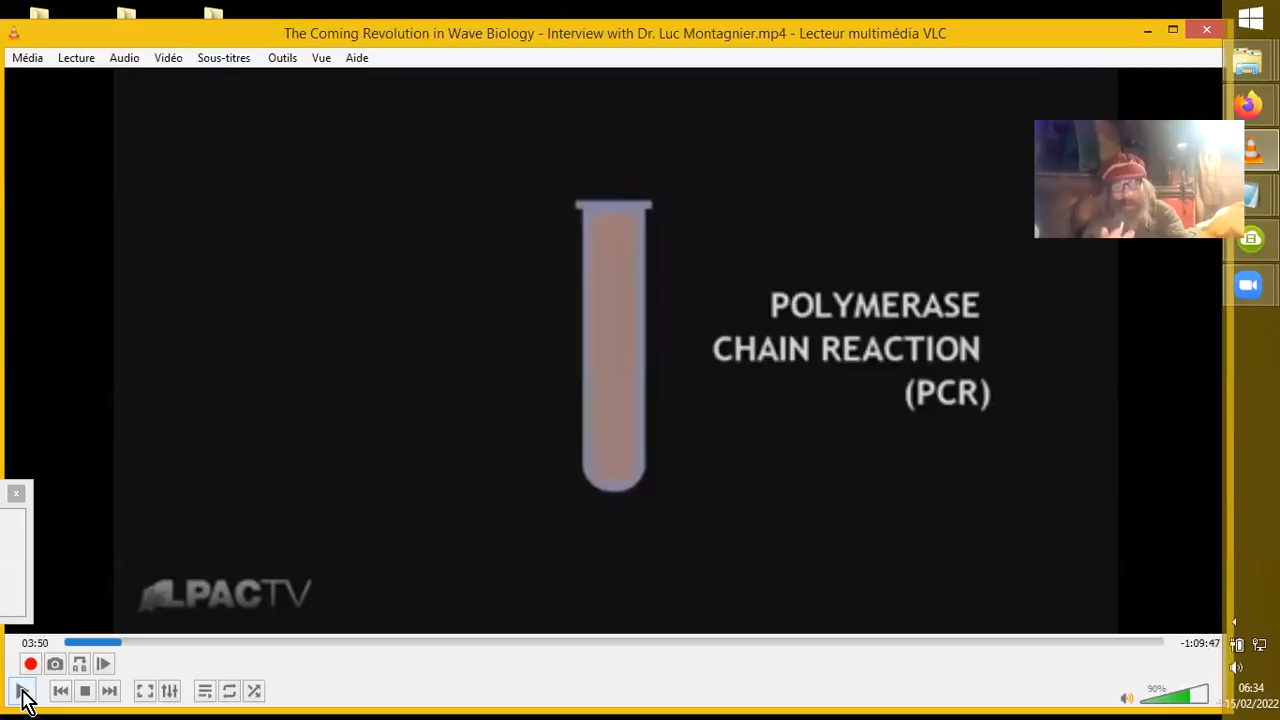 The Coming Revolution in Wave Biology - Interview with Dr. Luc Montagnier.mp4 - Lecteur multimédia VLC
Média Lecture Audio Vidéo Sous-titres Outils Vue Aide
POLYMERASE
CHAIN REACTION
(PCR)
LPACTV
03:50
-1:09:47
90%
06:34
15/02/2022